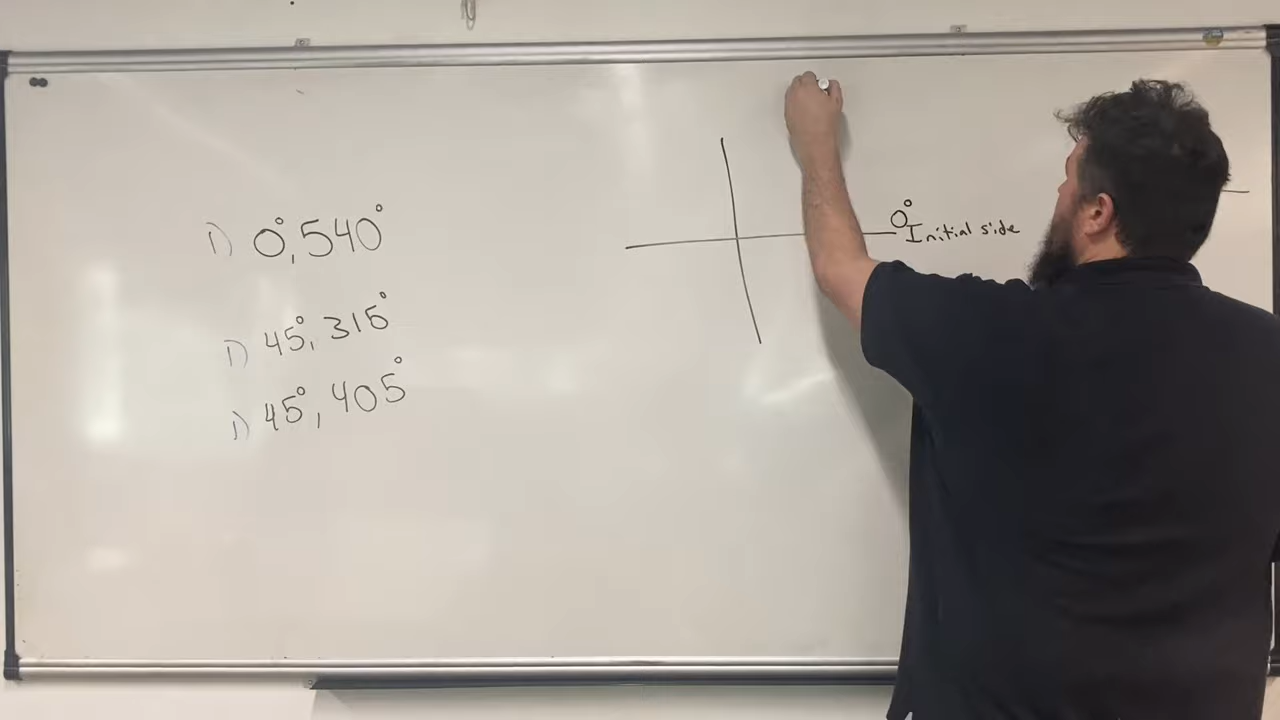 1) 0°, 540°
1) 45°, 315°
1) 45°, 405°
0°
Initial side